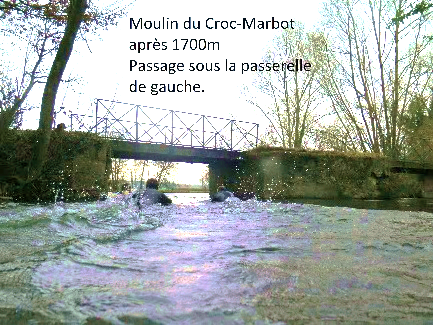 Moulin du Croc-Marbot
après 1700m
Passage sous la passerelle
de gauche.